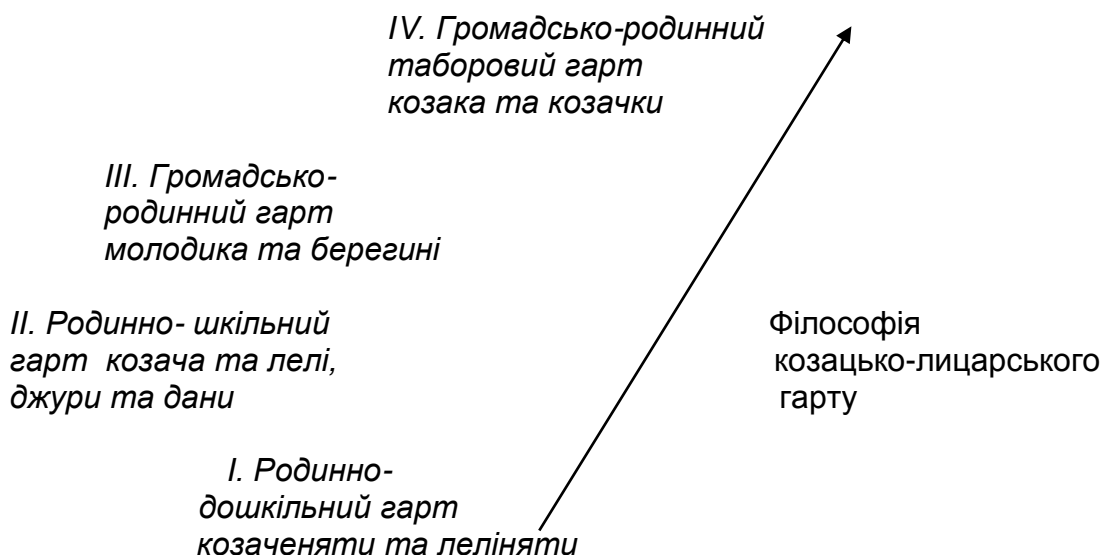 IV. Громадсько-родинний
таборовий гарт
козака та козачки
III. Громадсько-
родинний гарт
молодика та берегині
II. Родинно- шкільний
гарт козача та лелі,
джури та дани
Філософія
козацько-лицарського
гарту
I. Родинно-
дошкільний гарт
козаченяти та леліняти